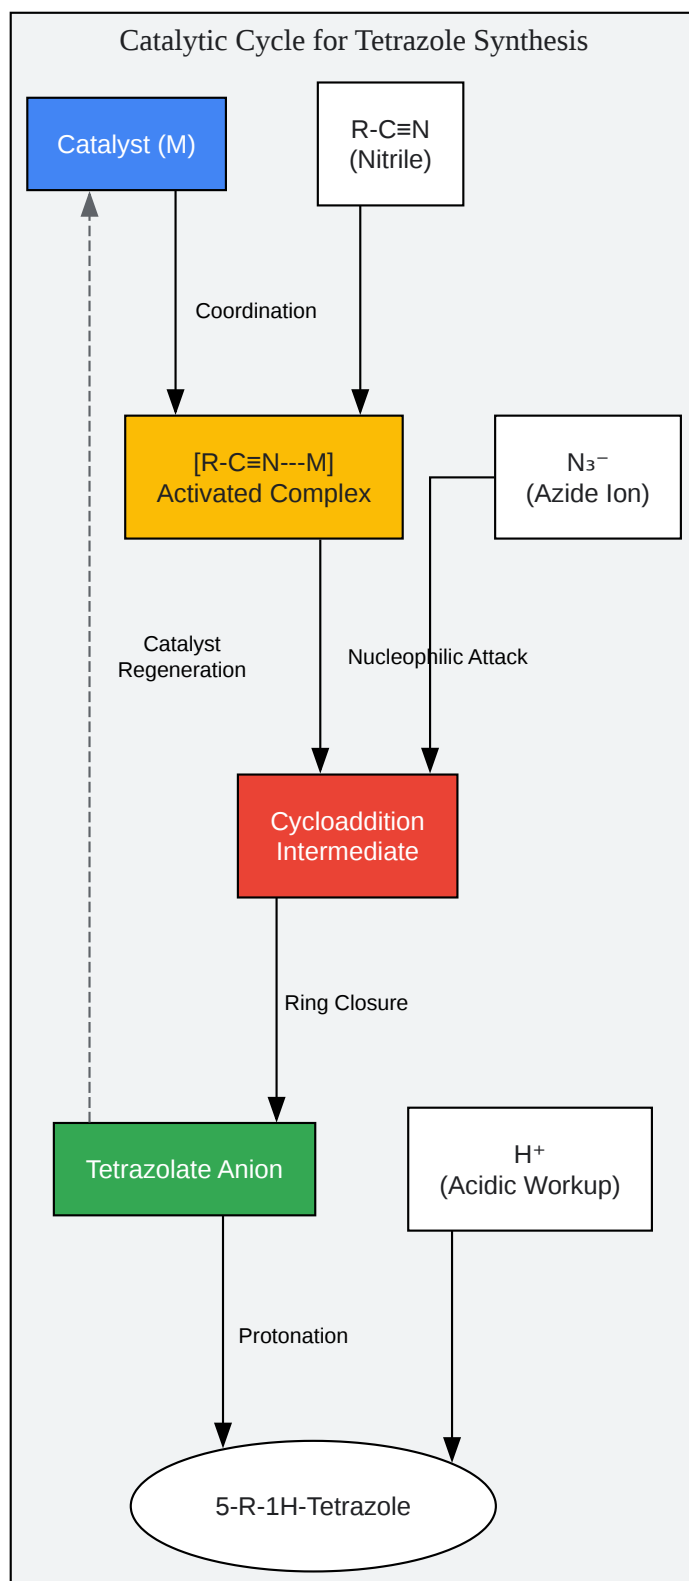 Catalytic Cycle for Tetrazole Synthesis
Catalyst (M)
R-C≡N
(Nitrile)
Coordination
[R-C≡N---M]
Activated Complex
N₃⁻
(Azide Ion)
Catalyst
Regeneration
Nucleophilic Attack
Cycloaddition
Intermediate
Ring Closure
Tetrazolate Anion
H⁺
(Acidic Workup)
Protonation
5-R-1H-Tetrazole